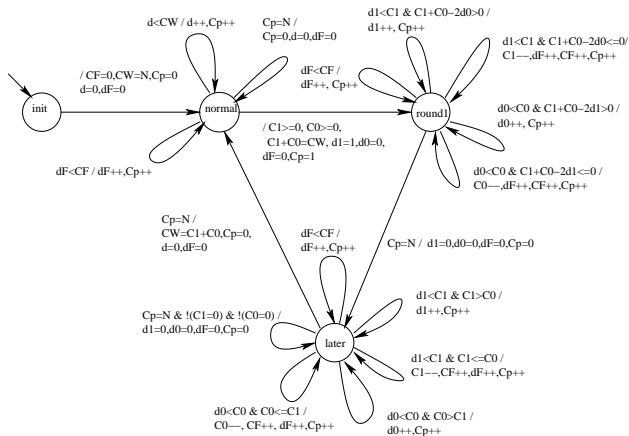 d<CW / d++,Cp++
Cp=N /
Cp=0,d=0,dF=0
d1<C1 & C1+C0−2d0>0 /
d1++, Cp++
d1<C1 & C1+C0−2d0<=0/
C1−−,dF++,CF++,Cp++
/ CF=0,CW=N,Cp=0
d=0,dF=0
dF<CF /
dF++, Cp++
init
normal
round1
d0<C0 & C1+C0−2d1>0 /
d0++, Cp++
/ C1>=0, C0>=0,
C1+C0=CW, d1=1,d0=0,
dF=0,Cp=1
dF<CF / dF++,Cp++
d0<C0 & C1+C0−2d1<=0 /
C0−−,dF++,CF++,Cp++
Cp=N /
CW=C1+C0,Cp=0,
d=0,dF=0
dF<CF /
dF++,Cp++
Cp=N / d1=0,d0=0,dF=0,Cp=0
Cp=N & !(C1=0) & !(C0=0) /
d1=0,d0=0,dF=0,Cp=0
d1<C1 & C1>C0 /
d1++,Cp++
later
d1<C1 & C1<=C0 /
C1−−,CF++,dF++,Cp++
d0<C0 & C0<=C1 /
C0−−, CF++, dF++,Cp++
d0<C0 & C0>C1 /
d0++,Cp++